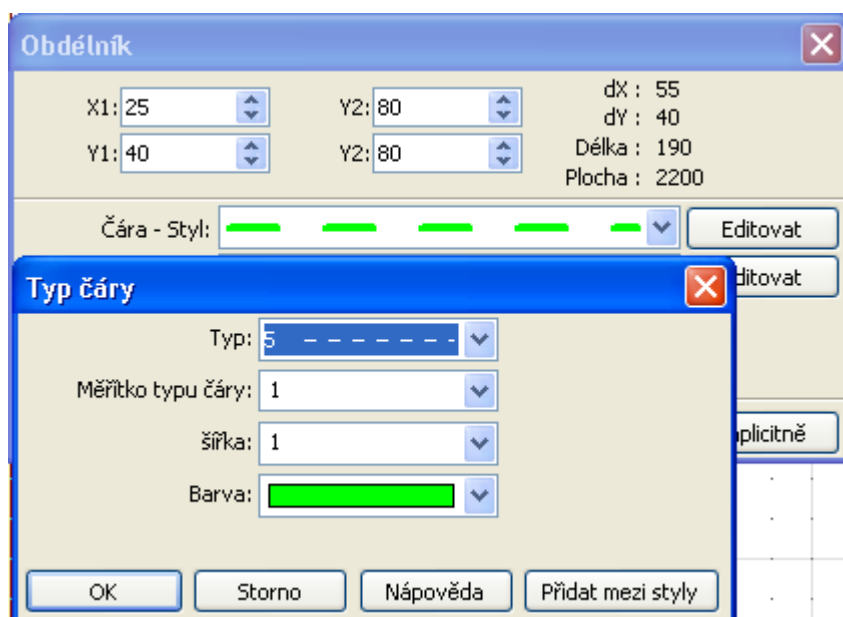 Obdélník
X1: 25 Y2: 80 dX : 55
dY : 40
Y1: 40 Y2: 80 Délka : 190
Plocha : 2200
Čára - Styl: Editovat
Typ čáry ditovat
Typ: 5
Měřítko typu čáry: 1
šířka: 1 plicitně
Barva:
OK Storno Nápověda Přidat mezi styly